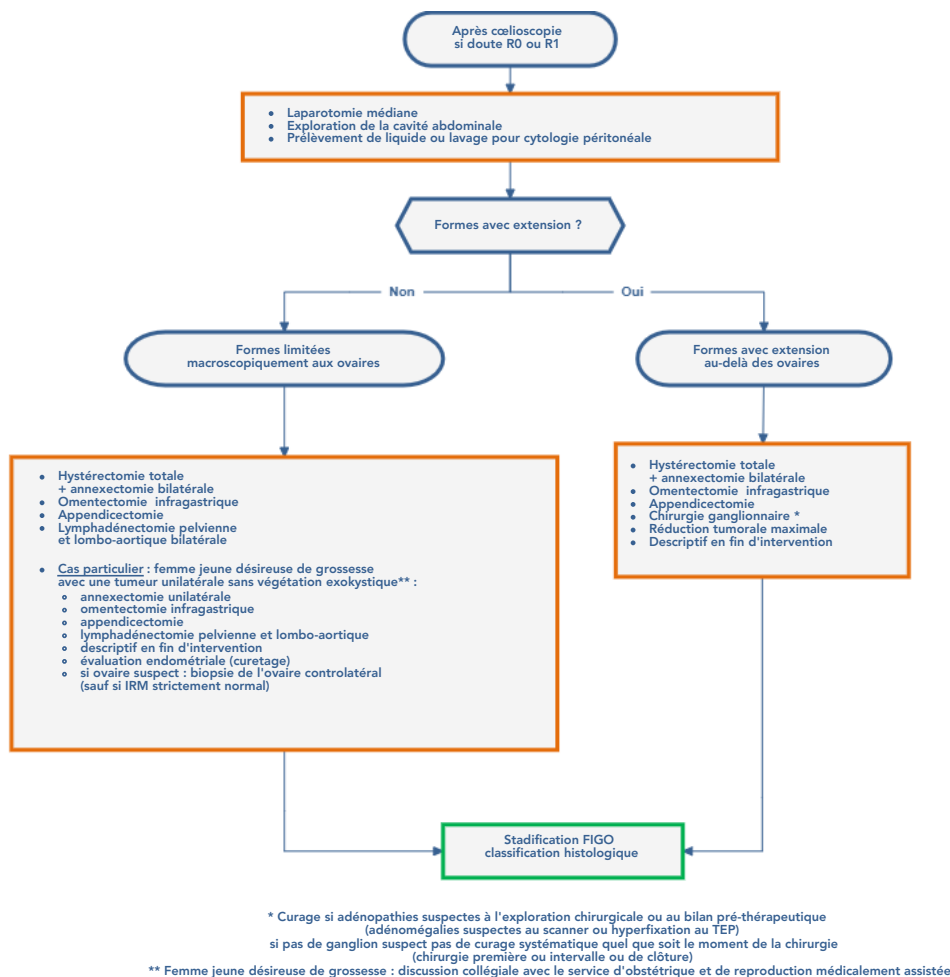 Après cœlioscopie
si doute R0 ou R1
• Laparotomie médiane
• Exploration de la cavité abdominale
• Prélèvement de liquide ou lavage pour cytologie péritonéale
Formes avec extension ?
Non
Oui
Formes limitées
macroscopiquement aux ovaires
Formes avec extension
au-delà des ovaires
• Hystérectomie totale
+ annexectomie bilatérale
• Omentectomie infragastrique
• Appendicectomie
• Lymphadénectomie pelvienne
et lombo-aortique bilatérale
• Cas particulier : femme jeune désireuse de grossesse
avec une tumeur unilatérale sans végétation exokystique** :
∘ annexectomie unilatérale
∘ omentectomie infragastrique
∘ appendicectomie
∘ lymphadénectomie pelvienne et lombo-aortique
∘ descriptif en fin d'intervention
∘ évaluation endométriale (curetage)
∘ si ovaire suspect : biopsie de l'ovaire controlatéral
(sauf si IRM strictement normal)
• Hystérectomie totale
+ annexectomie bilatérale
• Omentectomie infragastrique
• Appendicectomie
• Chirurgie ganglionnaire *
• Réduction tumorale maximale
• Descriptif en fin d'intervention
Stadification FIGO
classification histologique
* Curage si adénopathies suspectes à l'exploration chirurgicale ou au bilan pré-thérapeutique
(adénomégalies suspectes au scanner ou hyperfixation au TEP)
si pas de ganglion suspect pas de curage systématique quel que soit le moment de la chirurgie
(chirurgie première ou intervalle ou de clôture)
** Femme jeune désireuse de grossesse : discussion collégiale avec le service d'obstétrique et de reproduction médicalement assistée